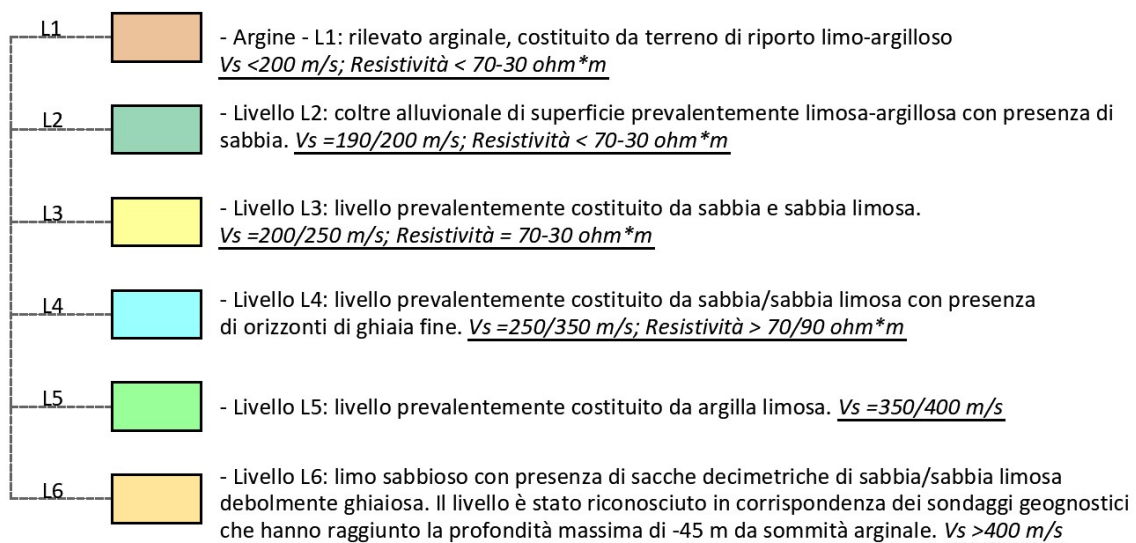 L1
- Argine - L1: rilevato arginale, costituito da terreno di riporto limo-argilloso
Vs <200 m/s; Resistività < 70-30 ohm*m
L2
- Livello L2: coltre alluvionale di superficie prevalentemente limosa-argillosa con presenza di
sabbia. Vs =190/200 m/s; Resistività < 70-30 ohm*m
L3
- Livello L3: livello prevalentemente costituito da sabbia e sabbia limosa.
Vs =200/250 m/s; Resistività = 70-30 ohm*m
L4
- Livello L4: livello prevalentemente costituito da sabbia/sabbia limosa con presenza
di orizzonti di ghiaia fine. Vs =250/350 m/s; Resistività > 70/90 ohm*m
L5
- Livello L5: livello prevalentemente costituito da argilla limosa. Vs =350/400 m/s
L6
- Livello L6: limo sabbioso con presenza di sacche decimetriche di sabbia/sabbia limosa
debolmente ghiaiosa. Il livello è stato riconosciuto in corrispondenza dei sondaggi geognostici
che hanno raggiunto la profondità massima di -45 m da sommità arginale. Vs >400 m/s